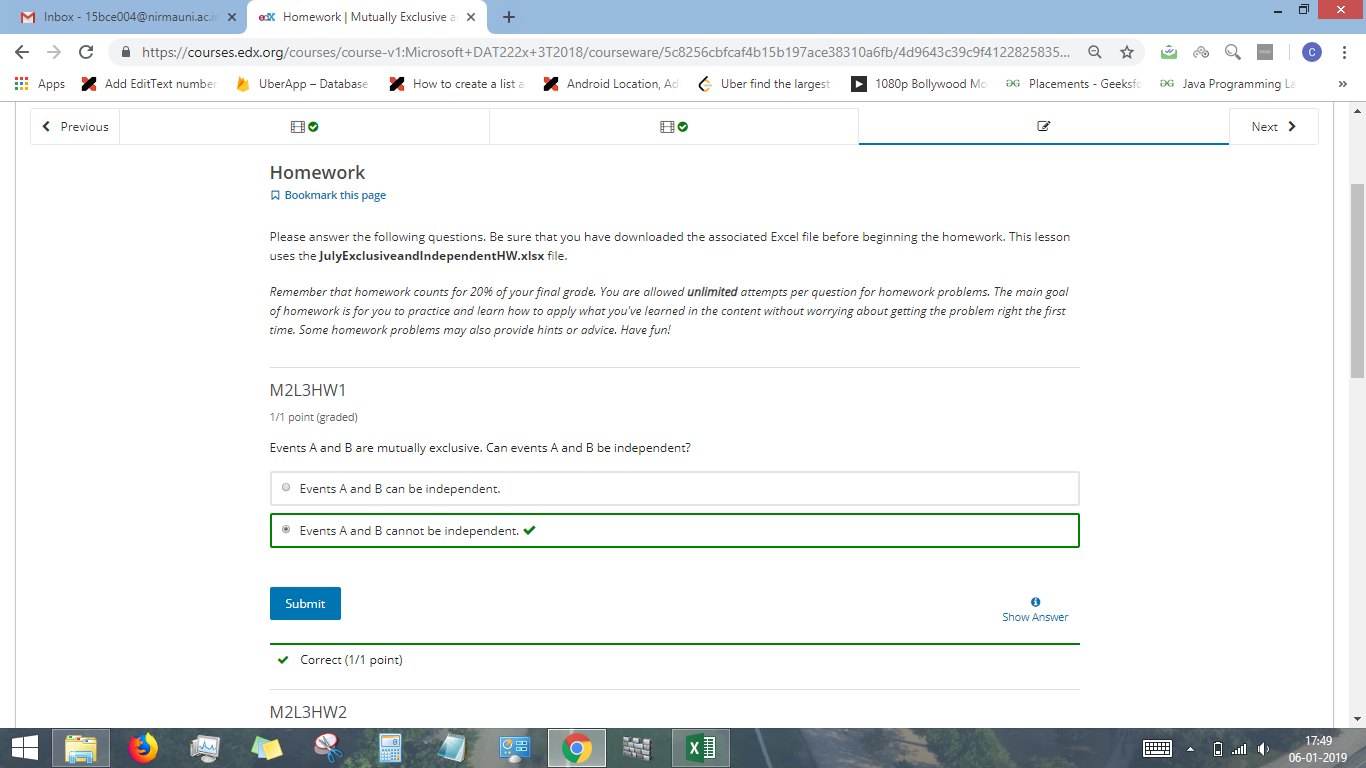 Inbox - 15bce004@nirmauni.ac.i
edX Homework | Mutually Exclusive a
https://courses.edx.org/courses/course-v1:Microsoft+DAT222x+3T2018/courseware/5c8256cbfcaf4b15b197ace38310a6fb/4d9643c39c9f4122825835...
C
Apps
Add EditText number
UberApp – Database
How to create a list a
Android Location, Ad
Uber find the largest
1080p Bollywood Mo
Placements - Geeksfo
Java Programming La
»
Previous
Next
Homework
Bookmark this page
Please answer the following questions. Be sure that you have downloaded the associated Excel file before beginning the homework. This lesson
uses the JulyExclusiveandIndependentHW.xlsx file.
Remember that homework counts for 20% of your final grade. You are allowed unlimited attempts per question for homework problems. The main goal
of homework is for you to practice and learn how to apply what you've learned in the content without worrying about getting the problem right the first
time. Some homework problems may also provide hints or advice. Have fun!
M2L3HW1
1/1 point (graded)
Events A and B are mutually exclusive. Can events A and B be independent?
Events A and B can be independent.
Events A and B cannot be independent.
Submit
Show Answer
Correct (1/1 point)
M2L3HW2
17:49
06-01-2019